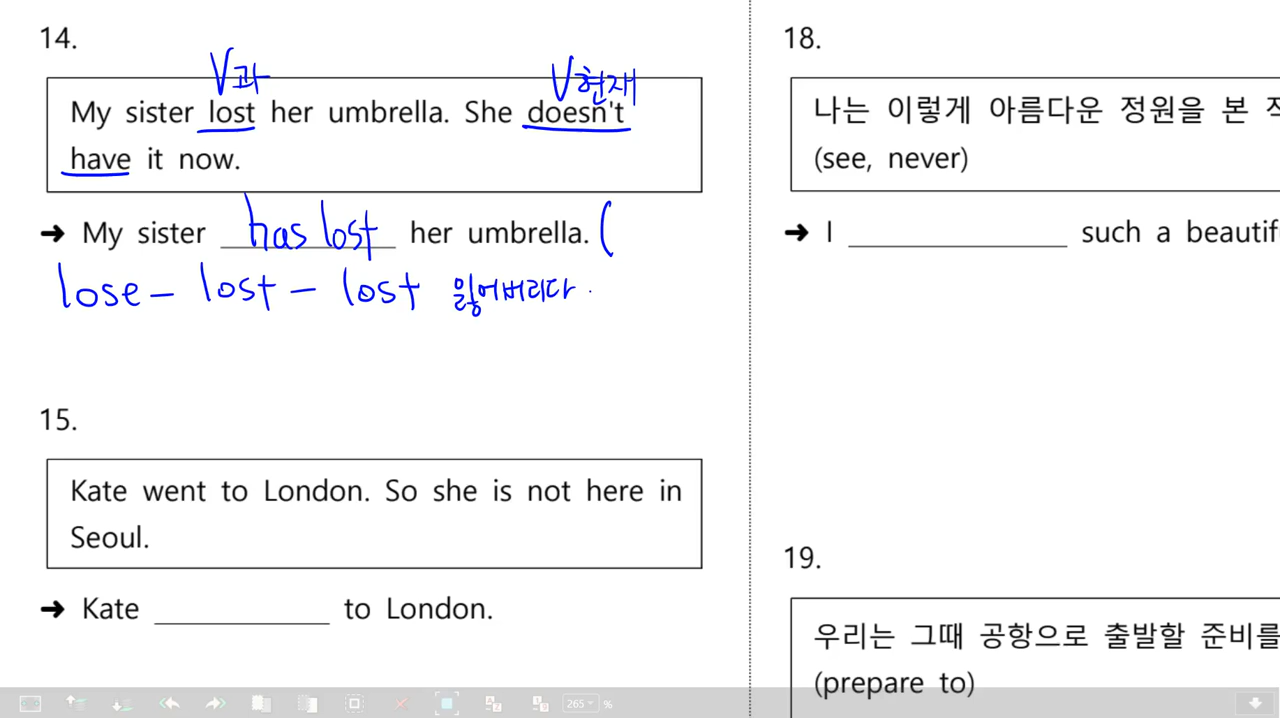 14.
V과 V현재
My sister lost her umbrella. She doesn't
have it now.
➜ My sister has lost her umbrella. (
lose - lost - lost 잃어버리다.
15.
Kate went to London. So she is not here in
Seoul.
➜ Kate ____________ to London.
18.
나는 이렇게 아름다운 정원을 본
(see, never)
➜ I ____________ such a beautif
19.
우리는 그때 공항으로 출발할 준비를
(prepare to)
265 %